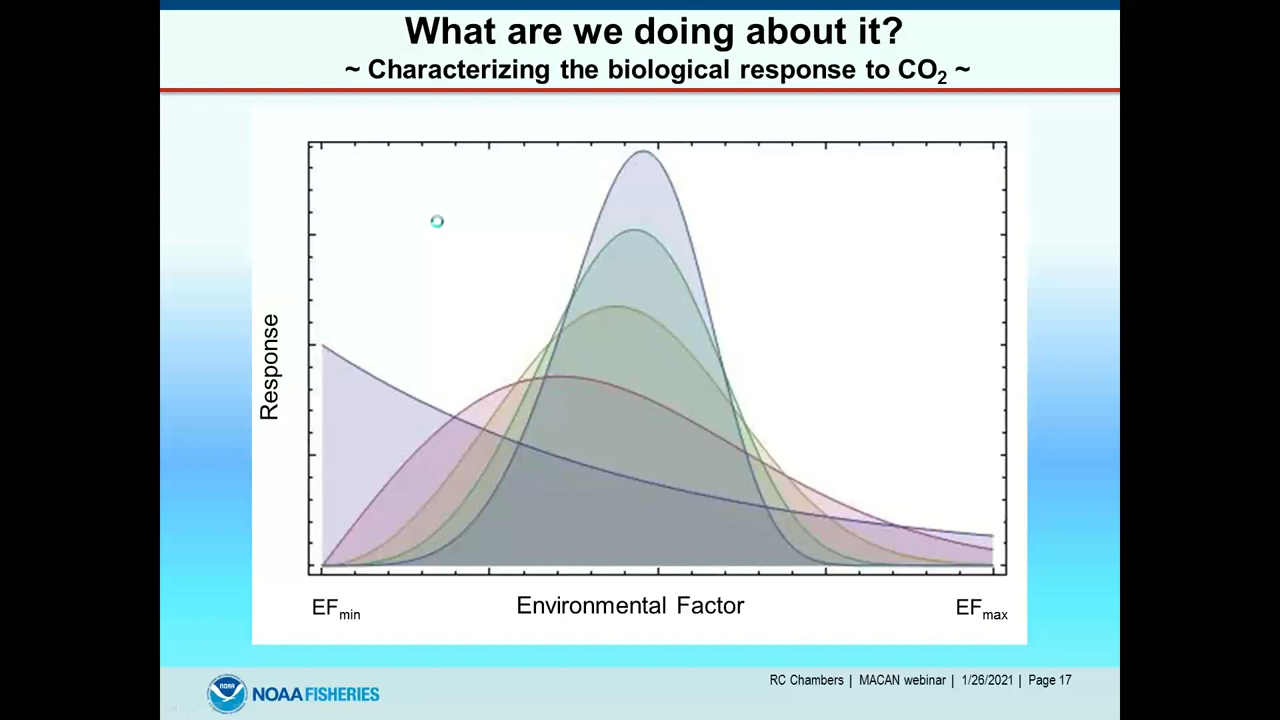 What are we doing about it?
~ Characterizing the biological response to CO₂ ~
Response
EFmin
Environmental Factor
EFmax
NOAA
NOAA FISHERIES
RC Chambers | MACAN webinar | 1/26/2021 | Page 17